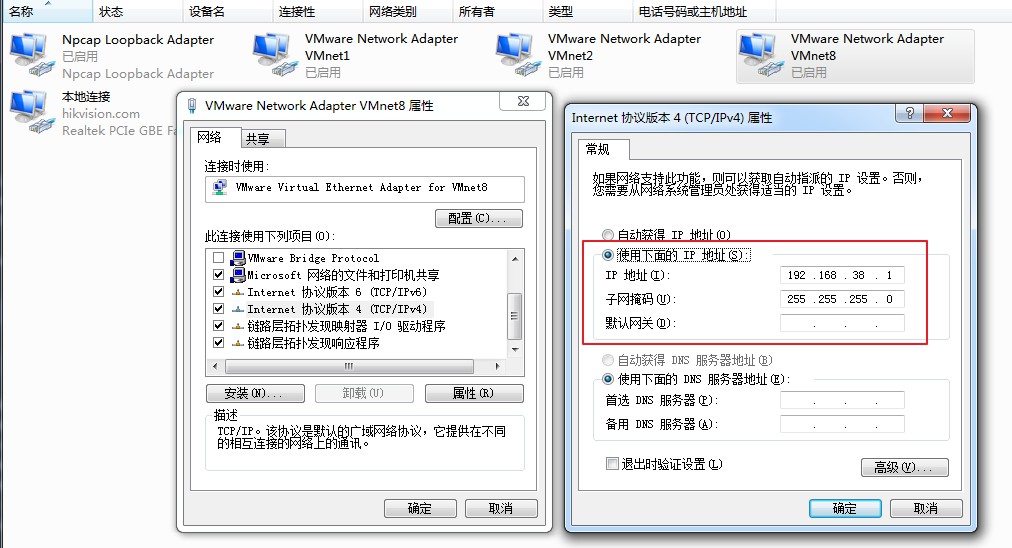 名称 状态 设备名 连接性 网络类别 所有者 类型 电话号码或主机地址
Npcap Loopback Adapter
已启用
Npcap Loopback Adapter
VMware Network Adapter
VMnet1
已启用
VMware Network Adapter
VMnet2
已启用
VMware Network Adapter
VMnet8
已启用
本地连接
hikvision.com
Realtek PCIe GBE Fa
VMware Network Adapter VMnet8 属性
网络 共享
连接时使用:
VMware Virtual Ethernet Adapter for VMnet8
配置(C)...
此连接使用下列项目(O):
VMware Bridge Protocol
Microsoft 网络的文件和打印机共享
Internet 协议版本 6 (TCP/IPv6)
Internet 协议版本 4 (TCP/IPv4)
链路层拓扑发现映射器 I/O 驱动程序
链路层拓扑发现响应程序
安装(N)... 卸载(U) 属性(R)
描述
TCP/IP。该协议是默认的广域网络协议，它提供在不同
的相互连接的网络上的通讯。
确定 取消
Internet 协议版本 4 (TCP/IPv4) 属性
常规
如果网络支持此功能，则可以获取自动指派的 IP 设置。否则，
您需要从网络系统管理员处获得适当的 IP 设置。
自动获得 IP 地址(O)
使用下面的 IP 地址(S):
IP 地址(I): 192 .168 . 38 . 1
子网掩码(U): 255 .255 .255 . 0
默认网关(D): . . .
自动获得 DNS 服务器地址(B)
使用下面的 DNS 服务器地址(E):
首选 DNS 服务器(P): . . .
备用 DNS 服务器(A): . . .
退出时验证设置(L)
高级(V)...
确定 取消